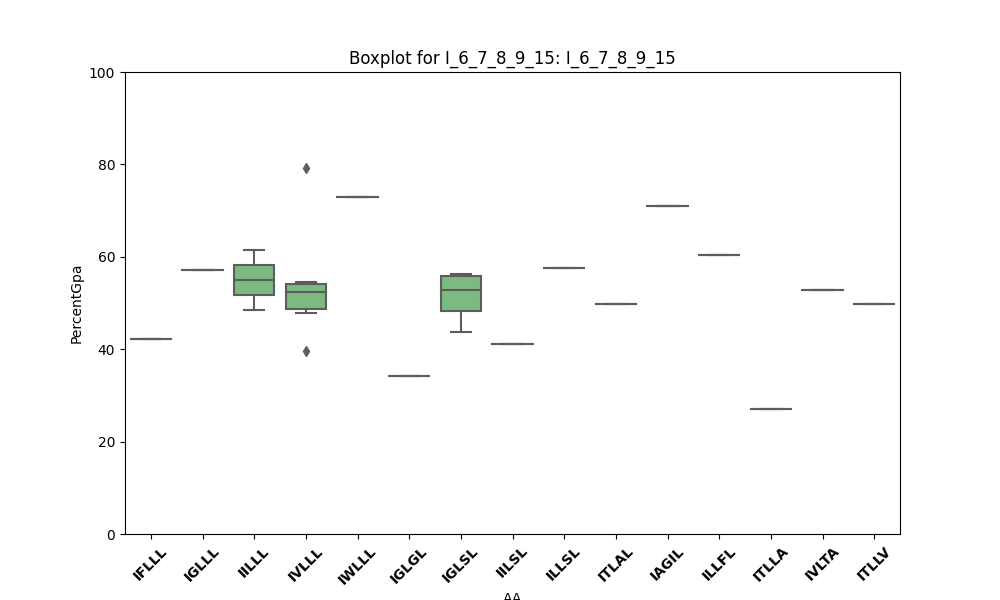 Boxplot for I_6_7_8_9_15: I_6_7_8_9_15
100
80
60
40
20
0
PercentGpa
IFLLL
IGLLL
IILLL
IVLLL
IWLLL
IGLGL
IGLSL
IILSL
ILLSL
ITLAL
IAGIL
ILLFL
ITLLA
IVLTA
ITLLV
AA